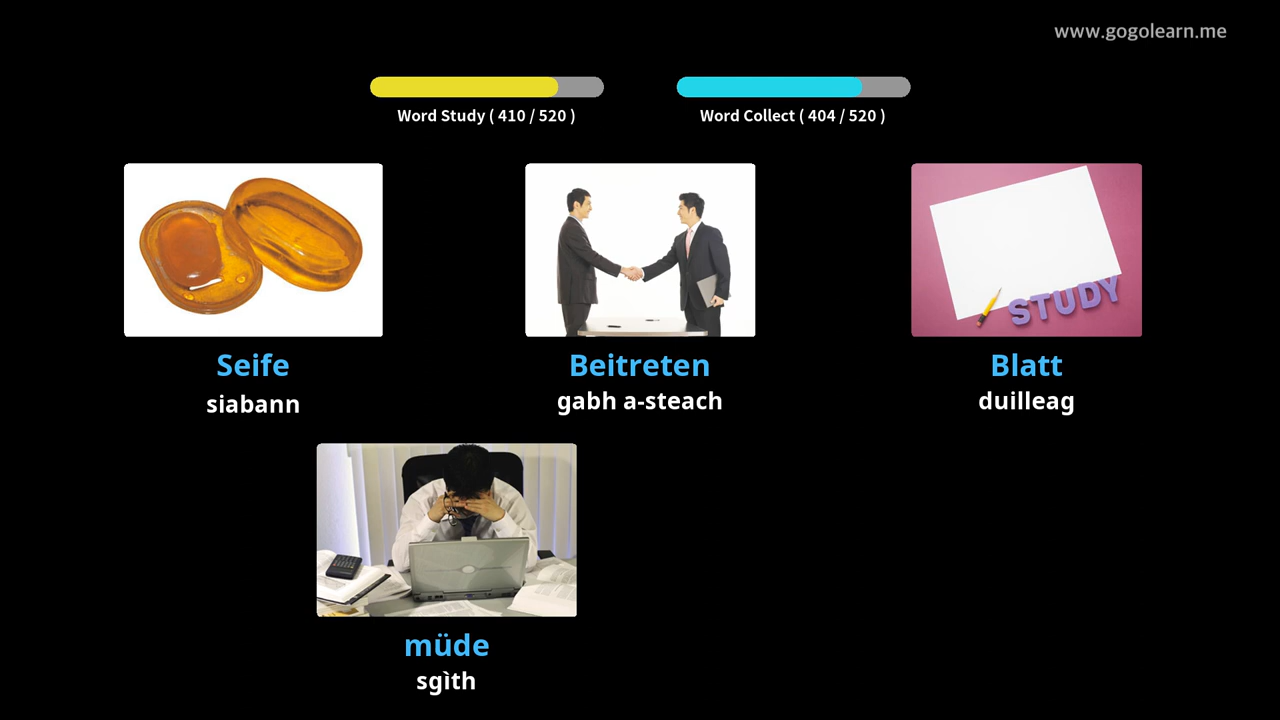 www.gogolearn.me
Word Study ( 410 / 520 )
Word Collect ( 404 / 520 )
STUDY
Seife
siabann
Beitreten
gabh a-steach
Blatt
duilleag
müde
sgìth